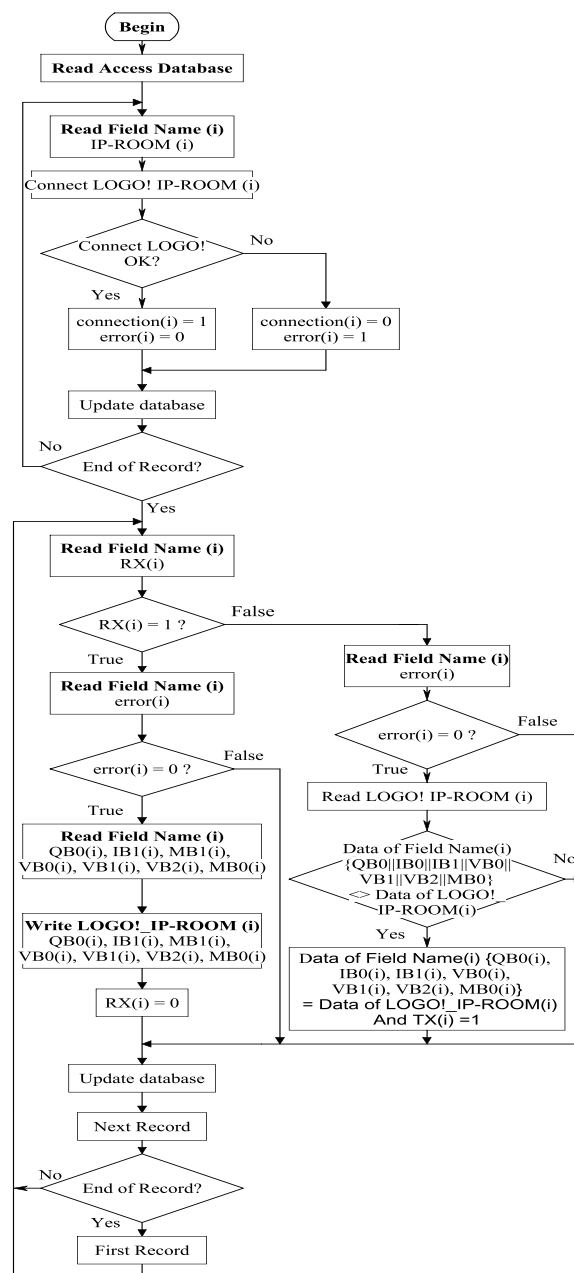 Begin
Read Access Database
Read Field Name (i)
IP-ROOM (i)
Connect LOGO! IP-ROOM (i)
Connect LOGO!
OK?
No
Yes
connection(i) = 1
error(i) = 0
connection(i) = 0
error(i) = 1
Update database
No
End of Record?
Yes
Read Field Name (i)
RX(i)
RX(i) = 1 ?
False
True
Read Field Name (i)
error(i)
Read Field Name (i)
error(i)
error(i) = 0 ?
False
True
error(i) = 0 ?
False
True
Read Field Name (i)
QB0(i), IB1(i), MB1(i),
VB0(i), VB1(i), VB2(i), MB0(i)
Write LOGO!_IP-ROOM (i)
QB0(i), IB1(i), MB1(i),
VB0(i), VB1(i), VB2(i), MB0(i)
RX(i) = 0
Read LOGO! IP-ROOM (i)
Data of Field Name(i)
{QB0||IB0||IB1||VB0||
VB1||VB2||MB0}
<> Data of LOGO!_
IP-ROOM(i)
No
Yes
Data of Field Name(i) {QB0(i),
IB0(i), IB1(i), VB0(i),
VB1(i), VB2(i), MB0(i)}
= Data of LOGO!_IP-ROOM(i)
And TX(i) =1
Update database
Next Record
No
End of Record?
Yes
First Record